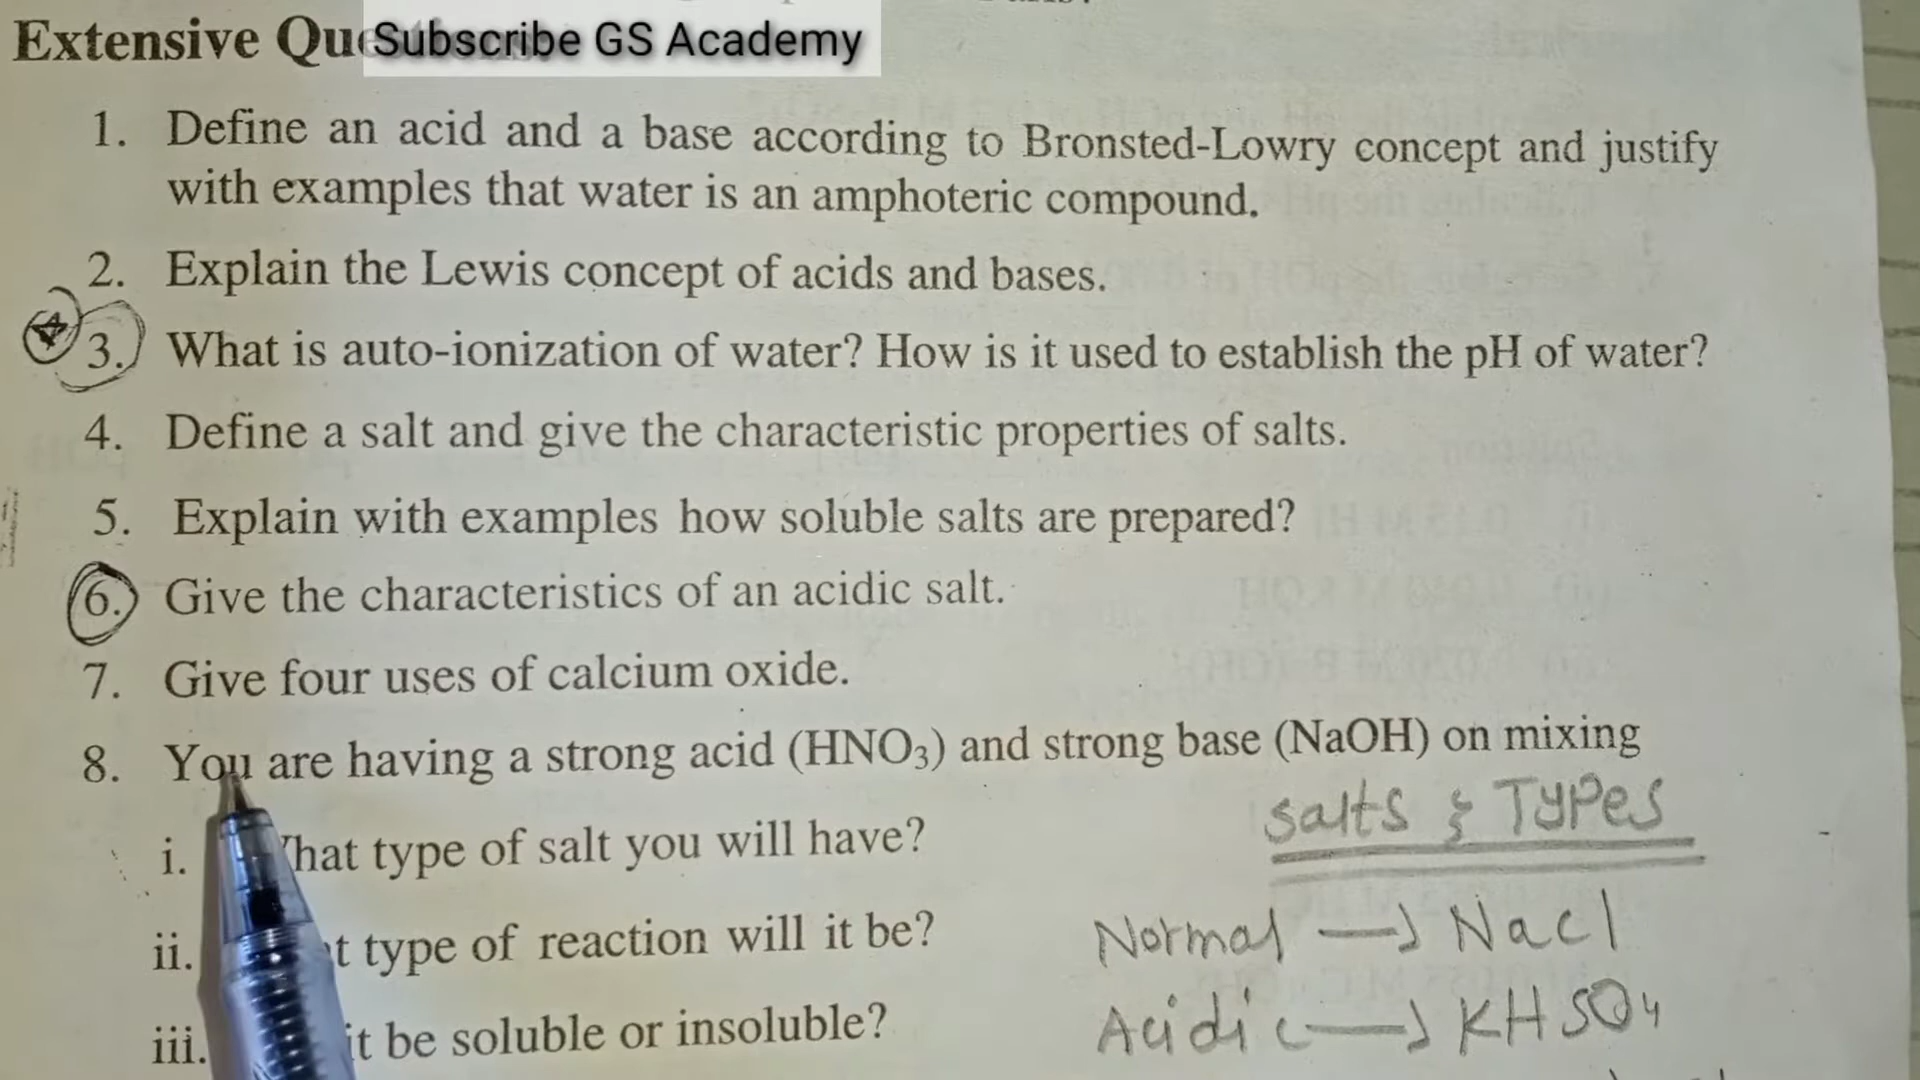 Extensive Qu
Subscribe GS Academy
1. Define an acid and a base according to Bronsted-Lowry concept and justify
with examples that water is an amphoteric compound.
2. Explain the Lewis concept of acids and bases.
3. What is auto-ionization of water? How is it used to establish the pH of water?
4. Define a salt and give the characteristic properties of salts.
5. Explain with examples how soluble salts are prepared?
6. Give the characteristics of an acidic salt.
7. Give four uses of calcium oxide.
8. You are having a strong acid (HNO₃) and strong base (NaOH) on mixing
Salts & Types
i. hat type of salt you will have?
Normal → Nacl
ii. t type of reaction will it be?
Acidic → KHSO₄
iii. it be soluble or insoluble?